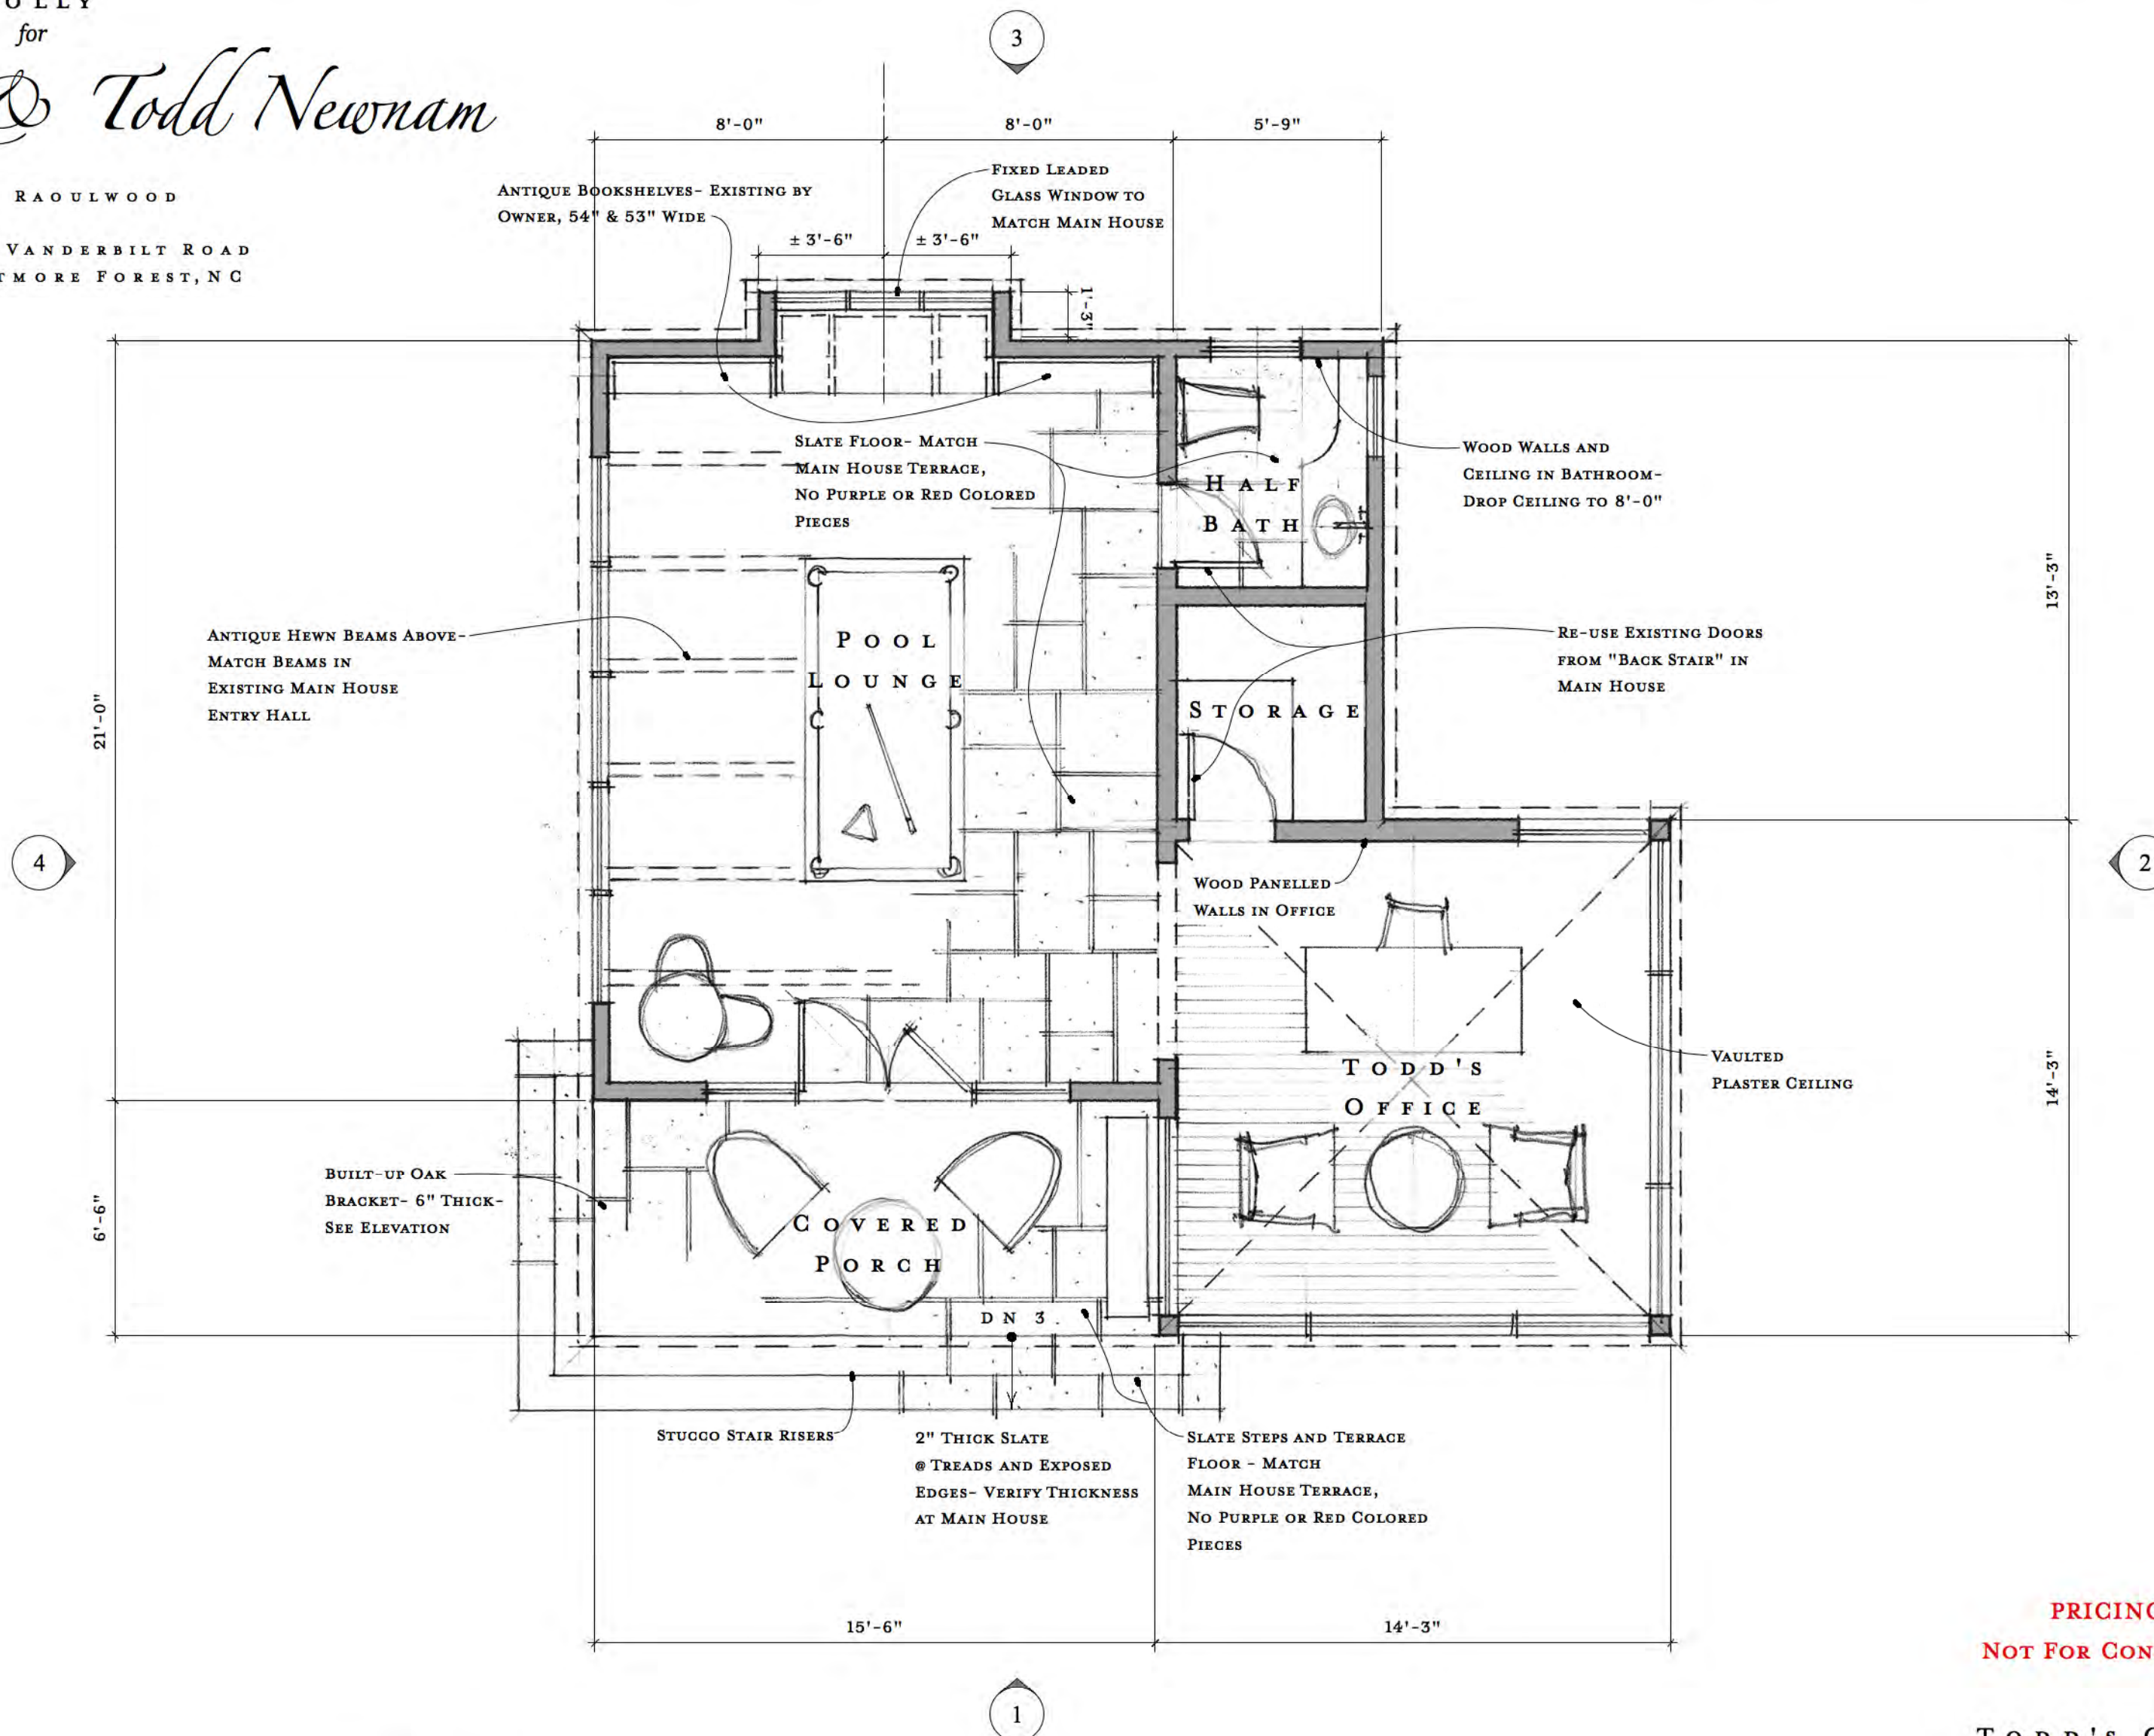 for
& Todd Newnam
RAOULWOOD
VANDERBILT ROAD
FOREST, NC
3
8'-0"
8'-0"
5'-9"
ANTIQUE BOOKSHELVES- EXISTING BY
OWNER, 54" & 53" WIDE
FIXED LEADED
GLASS WINDOW TO
MATCH MAIN HOUSE
± 3'-6"
± 3'-6"
1'-3"
SLATE FLOOR- MATCH
MAIN HOUSE TERRACE,
NO PURPLE OR RED COLORED
PIECES
HALF
BATH
WOOD WALLS AND
CEILING IN BATHROOM-
DROP CEILING TO 8'-0"
13'-3"
ANTIQUE HEWN BEAMS ABOVE-
MATCH BEAMS IN
EXISTING MAIN HOUSE
ENTRY HALL
POOL
LOUNGE
RE-USE EXISTING DOORS
FROM "BACK STAIR" IN
MAIN HOUSE
STORAGE
21'-0"
4
2
WOOD PANELLED
WALLS IN OFFICE
TODD'S
OFFICE
VAULTED
PLASTER CEILING
14'-3"
BUILT-UP OAK
BRACKET- 6" THICK-
SEE ELEVATION
6'-6"
COVERED
PORCH
DN 3
STUCCO STAIR RISERS
2" THICK SLATE
@ TREADS AND EXPOSED
EDGES- VERIFY THICKNESS
AT MAIN HOUSE
SLATE STEPS AND TERRACE
FLOOR - MATCH
MAIN HOUSE TERRACE,
NO PURPLE OR RED COLORED
PIECES
15'-6"
14'-3"
1
PRICING
NOT FOR CON
TODD'S